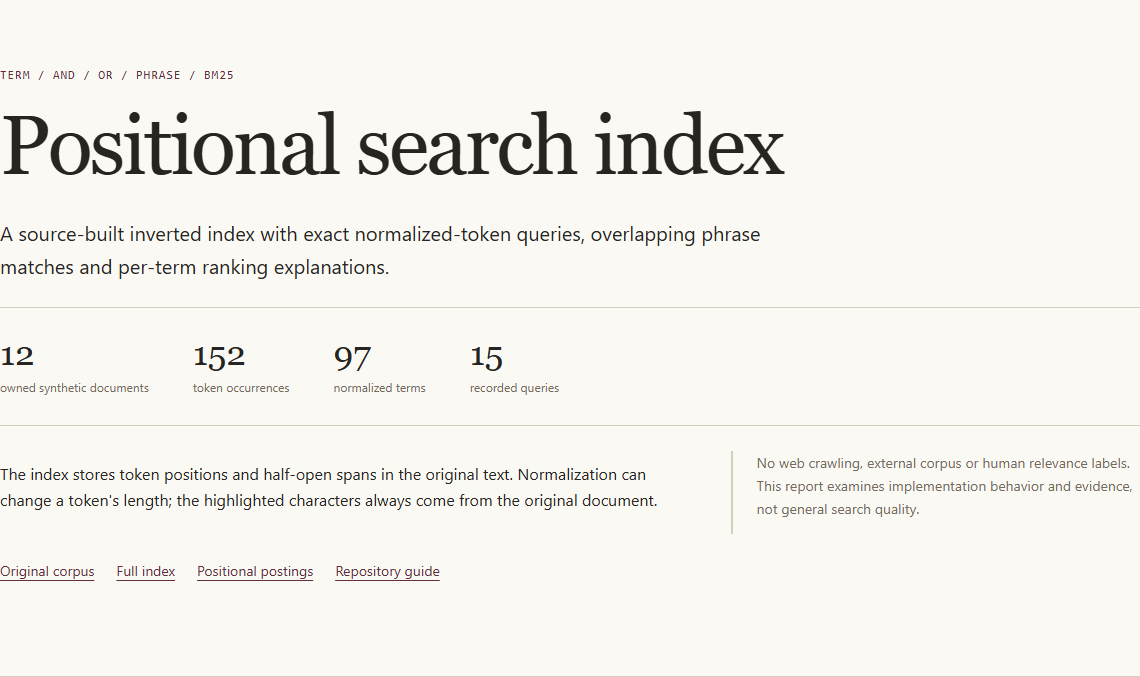 TERM / AND / OR / PHRASE / BM25
Positional search index
A source-built inverted index with exact normalized-token queries, overlapping phrase
matches and per-term ranking explanations.
12
owned synthetic documents
152
token occurrences
97
normalized terms
15
recorded queries
The index stores token positions and half-open spans in the original text. Normalization can
change a token's length; the highlighted characters always come from the original document.
No web crawling, external corpus or human relevance labels.
This report examines implementation behavior and evidence,
not general search quality.
Original corpus Full index Positional postings Repository guide